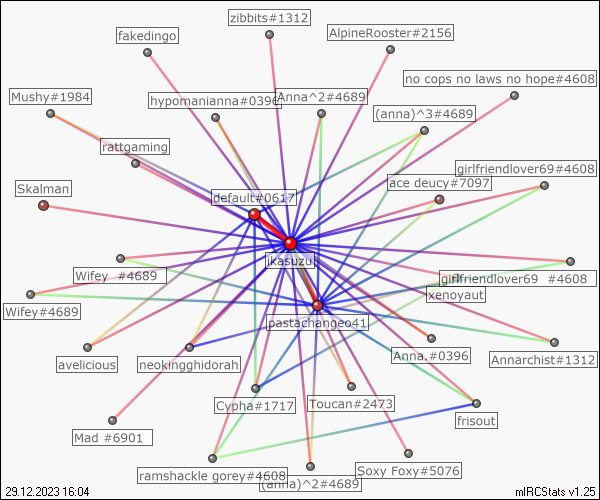 zibbits#1312
fakedingo
AlpineRooster#2156
no cops no laws no hope#4608
Mushy#1984
hypomanianna#0396
Anna^2#4689
(anna)^3#4689
rattgaming
girlfriendlover69#4608
ace deucy#7097
Skalman
default#0617
jkasuzu
Wifey #4689
girlfriendlover69 #4608
xenoyaut
Wifey#4689
pastachangeo41
avelicious
neokingghidorah
Anna.#0396
Annarchist#1312
Cypha#1717
Toucan#2473
frisout
Mad #6901
ramshackle gorey#4608
Soxy Foxy#5076
(anna)^2#4689
29.12.2023 16:04
mIRCStats v1.25